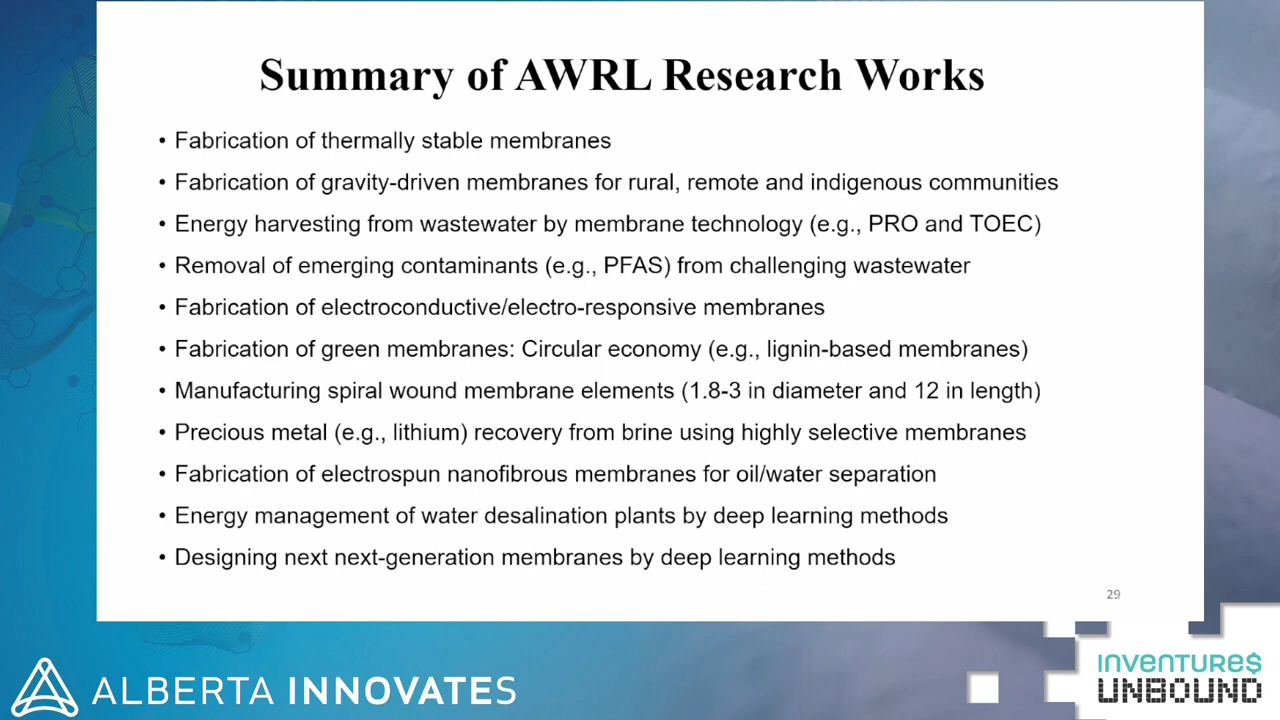 Summary of AWRL Research Works
• Fabrication of thermally stable membranes
• Fabrication of gravity-driven membranes for rural, remote and indigenous communities
• Energy harvesting from wastewater by membrane technology (e.g., PRO and TOEC)
• Removal of emerging contaminants (e.g., PFAS) from challenging wastewater
• Fabrication of electroconductive/electro-responsive membranes
• Fabrication of green membranes: Circular economy (e.g., lignin-based membranes)
• Manufacturing spiral wound membrane elements (1.8-3 in diameter and 12 in length)
• Precious metal (e.g., lithium) recovery from brine using highly selective membranes
• Fabrication of electrospun nanofibrous membranes for oil/water separation
• Energy management of water desalination plants by deep learning methods
• Designing next next-generation membranes by deep learning methods
29
ALBERTA INNOVATES
INVENTURE$
UNBOUND